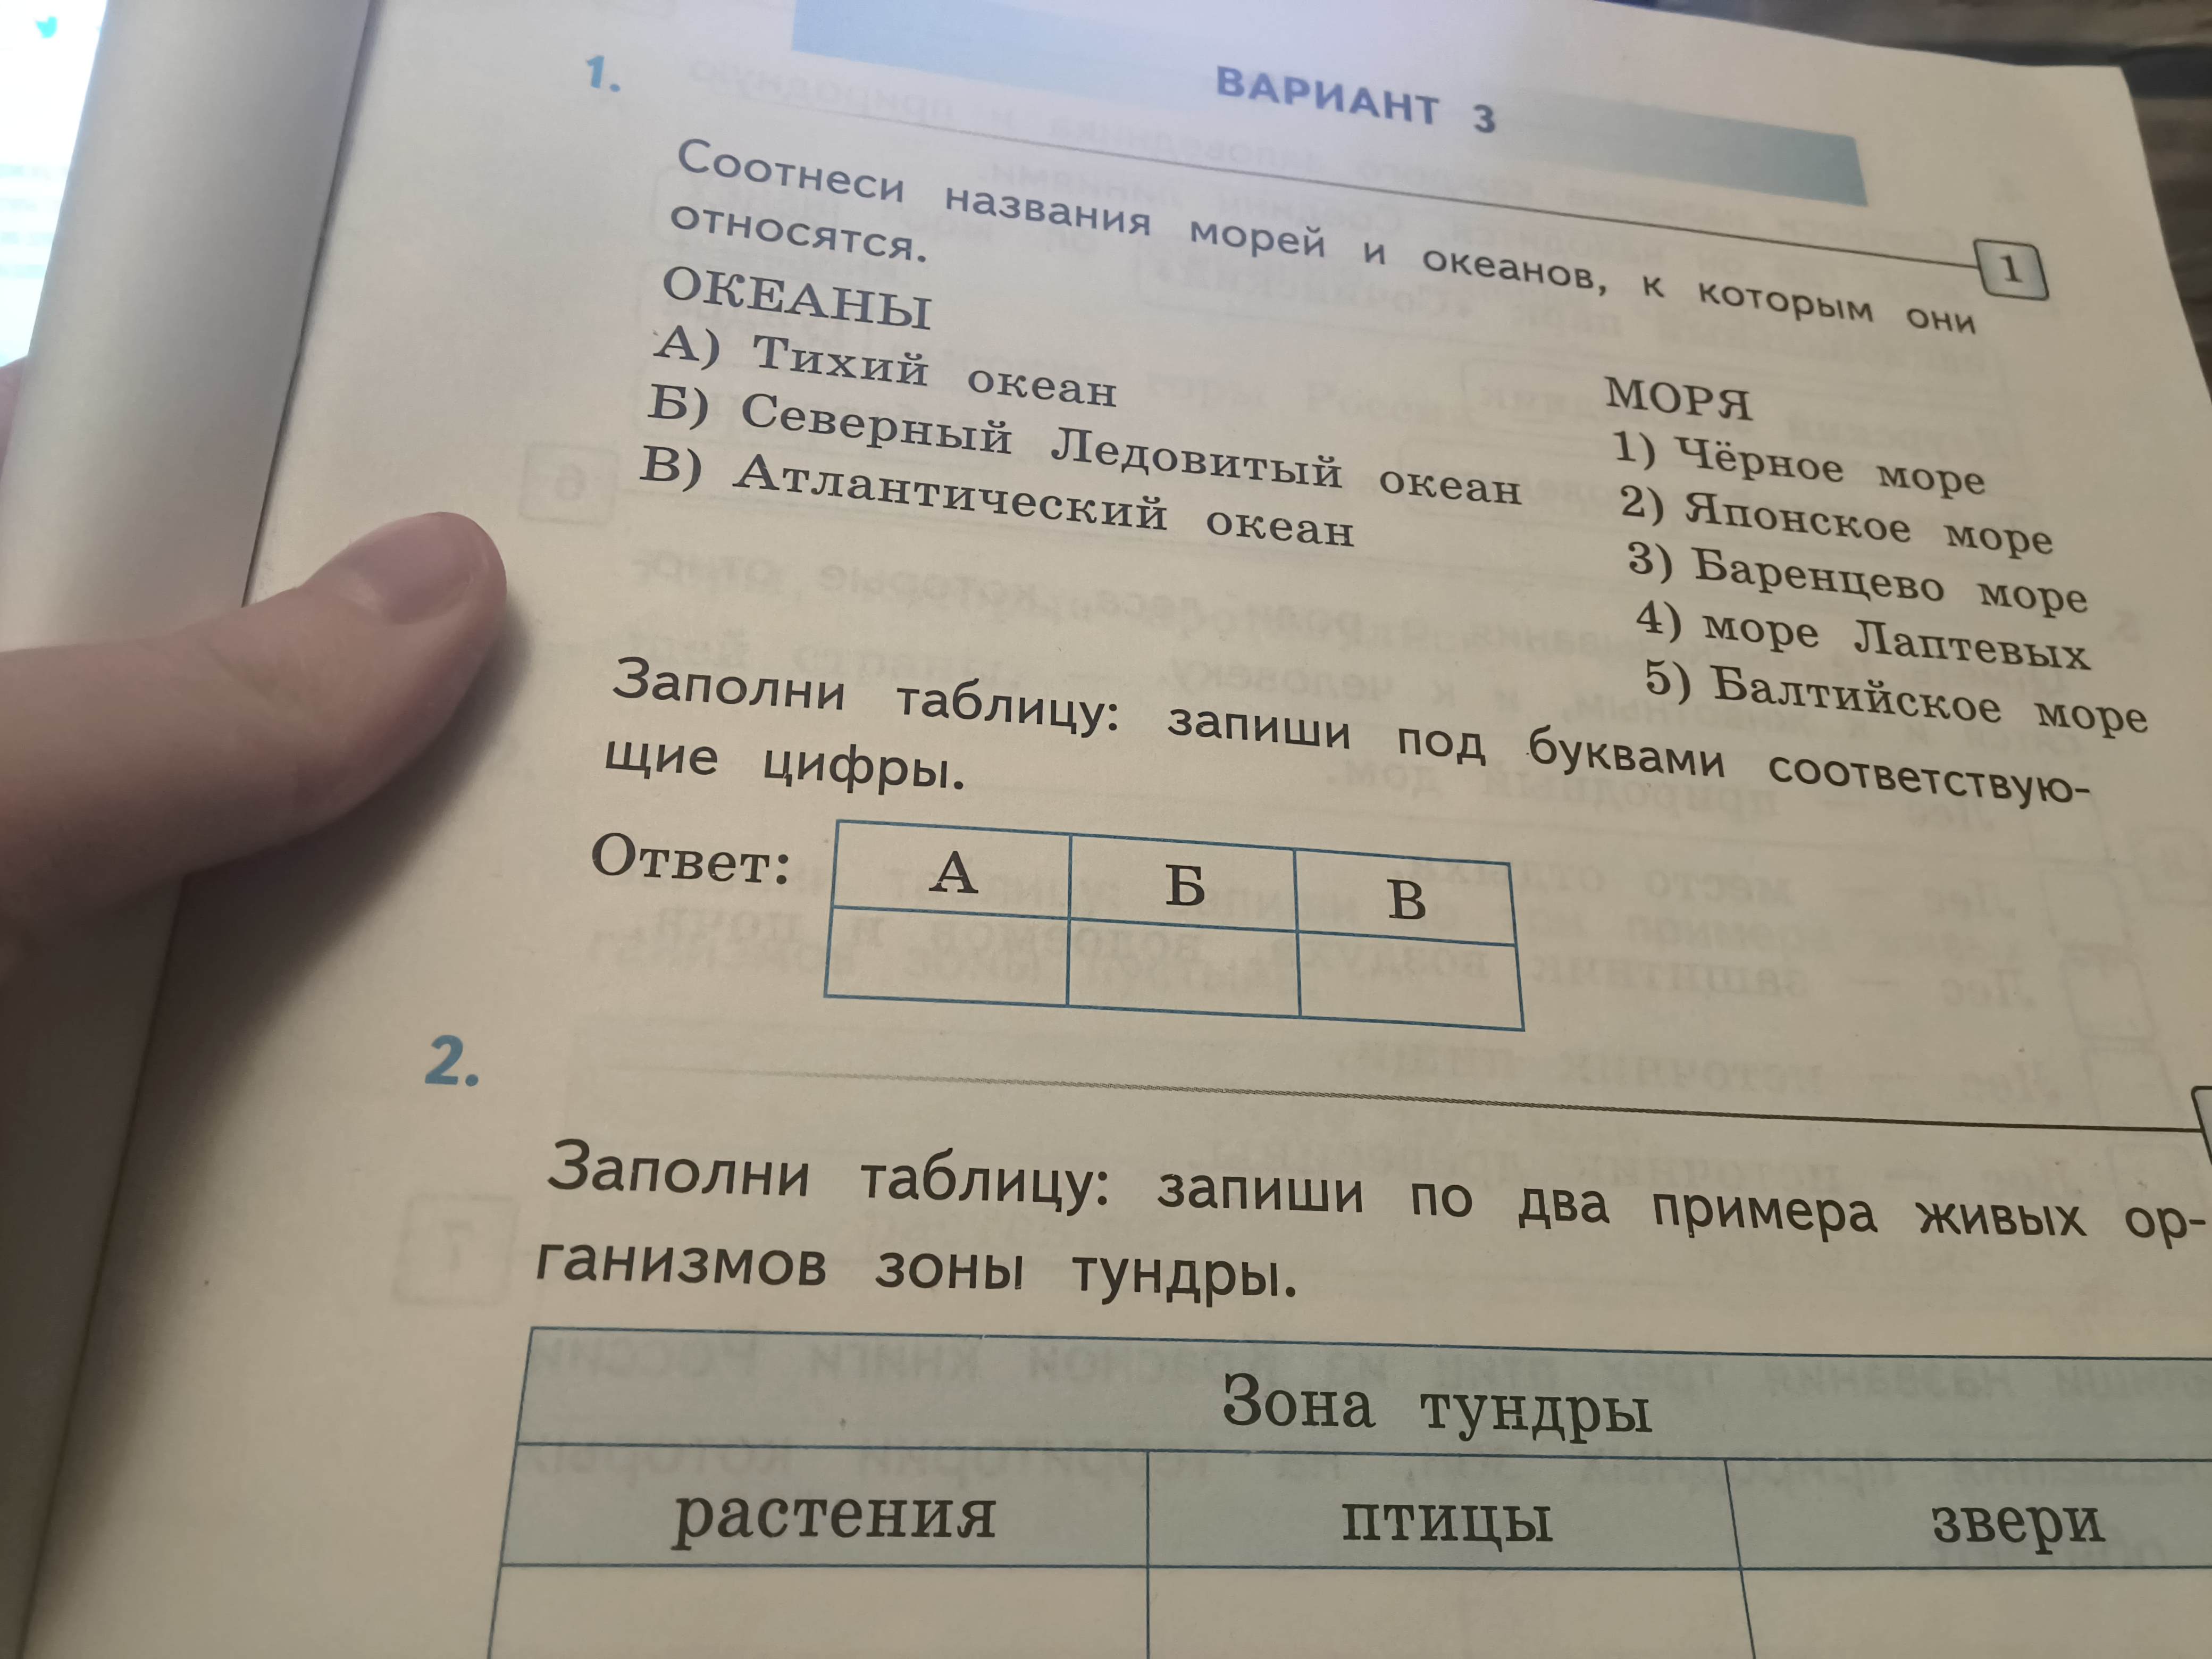 ВАРИАНТ 3
1.
1
Соотнеси названия морей и океанов, к которым они
относятся.
ОКЕАНЫ
А) Тихий океан
Б) Северный Ледовитый океан
В) Атлантический океан
МОРЯ
1) Чёрное море
2) Японское море
3) Баренцево море
4) море Лаптевых
5) Балтийское море
Заполни таблицу: запиши под буквами соответствую-
щие цифры.
Ответ:
А Б В
2.
Заполни таблицу: запиши по два примера живых ор-
ганизмов зоны тундры.
Зона тундры
растения птицы звери